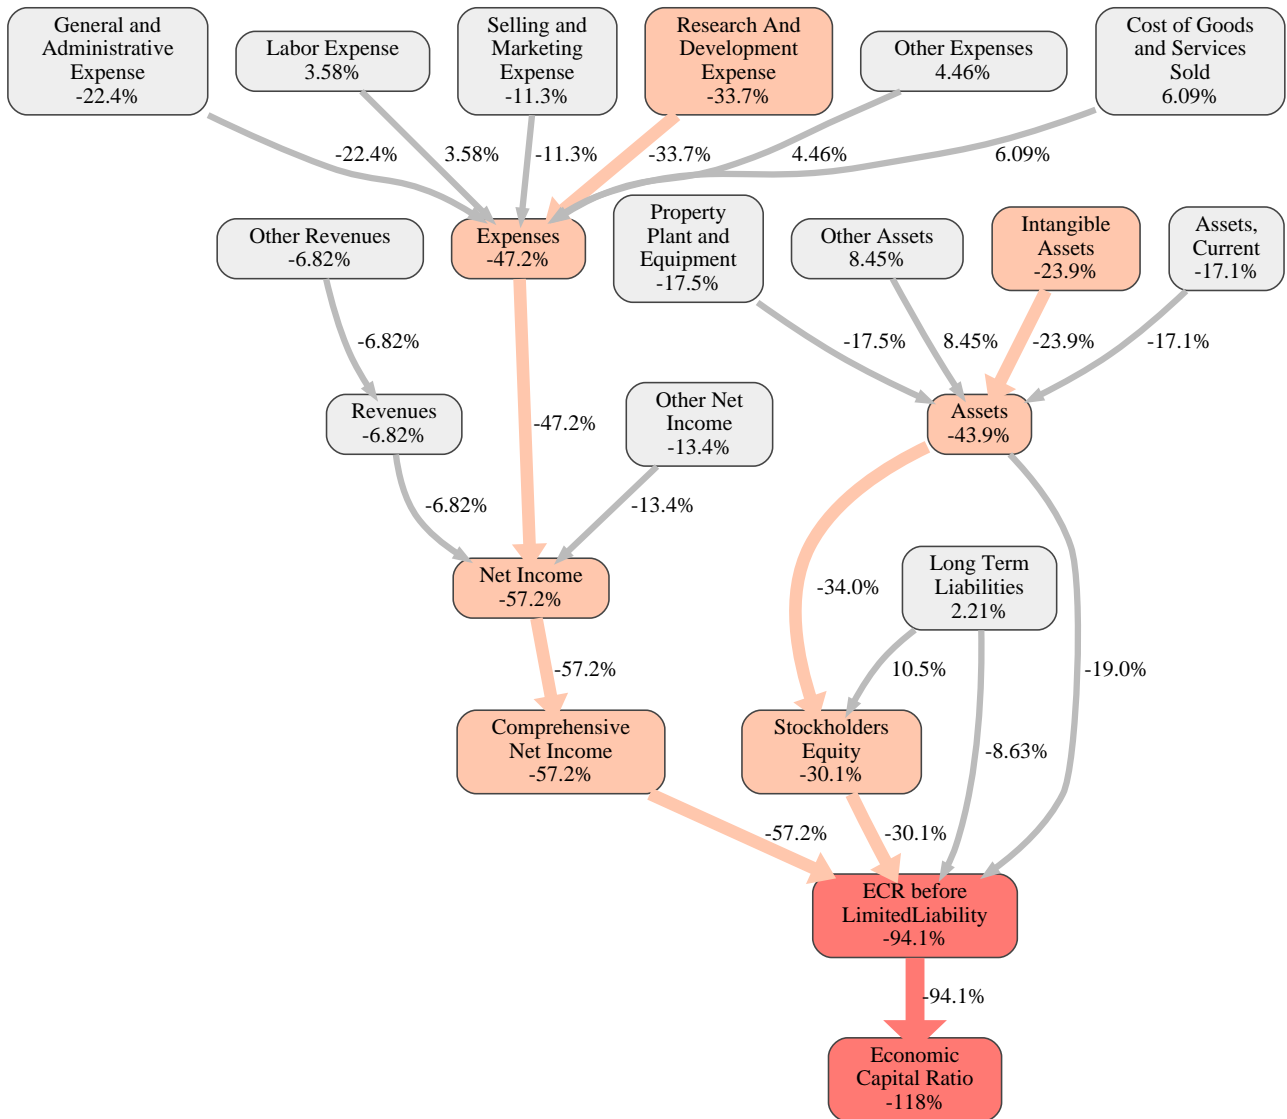 General and
Administrative
Expense
-22.4%
Labor Expense
3.58%
Selling and
Marketing
Expense
-11.3%
Research And
Development
Expense
-33.7%
Other Expenses
4.46%
Cost of Goods
and Services
Sold
6.09%
-22.4%
3.58%
-11.3%
-33.7%
4.46%
6.09%
Other Revenues
-6.82%
Expenses
-47.2%
Property
Plant and
Equipment
-17.5%
Other Assets
8.45%
Intangible
Assets
-23.9%
Assets,
Current
-17.1%
-6.82%
-47.2%
-17.5%
8.45%
-23.9%
-17.1%
Revenues
-6.82%
Other Net
Income
-13.4%
Assets
-43.9%
-6.82%
-13.4%
Net Income
-57.2%
-34.0%
Long Term
Liabilities
2.21%
-57.2%
10.5%
-19.0%
Comprehensive
Net Income
-57.2%
Stockholders
Equity
-30.1%
-8.63%
-57.2%
-30.1%
ECR before
LimitedLiability
-94.1%
-94.1%
Economic
Capital Ratio
-118%